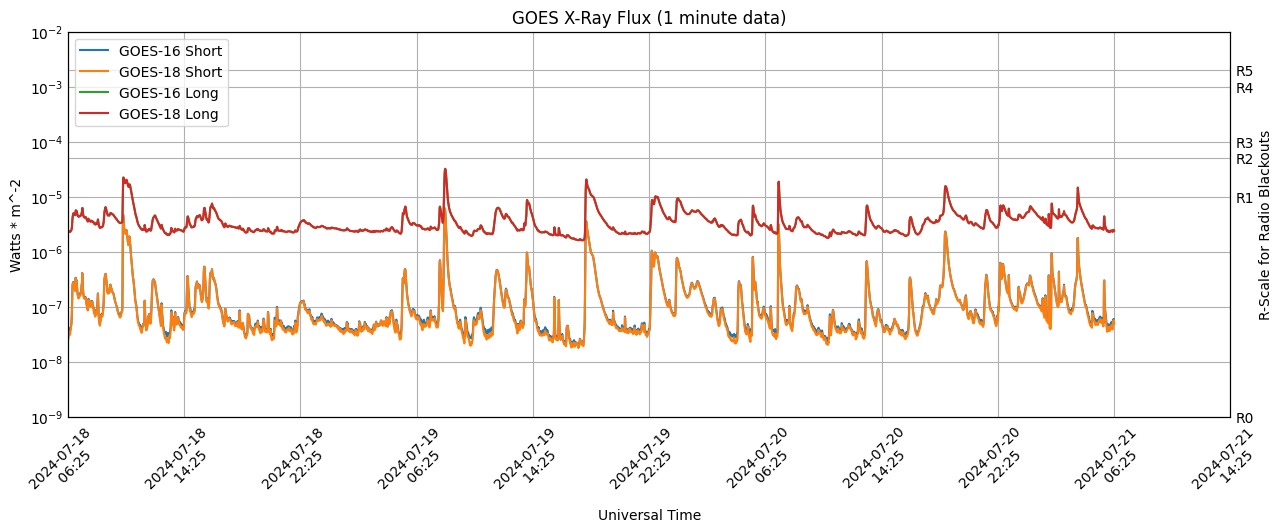 GOES X-Ray Flux (1 minute data)
GOES-16 Short
GOES-18 Short
GOES-16 Long
GOES-18 Long
10⁻²
10⁻³
10⁻⁴
10⁻⁵
10⁻⁶
10⁻⁷
10⁻⁸
10⁻⁹
Watts * m^-2
R5
R4
R3
R2
R1
R0
R-Scale for Radio Blackouts
2024-07-18
06:25
2024-07-18
14:25
2024-07-18
22:25
2024-07-19
06:25
2024-07-19
14:25
2024-07-19
22:25
2024-07-20
06:25
2024-07-20
14:25
2024-07-20
22:25
2024-07-21
06:25
2024-07-21
14:25
Universal Time